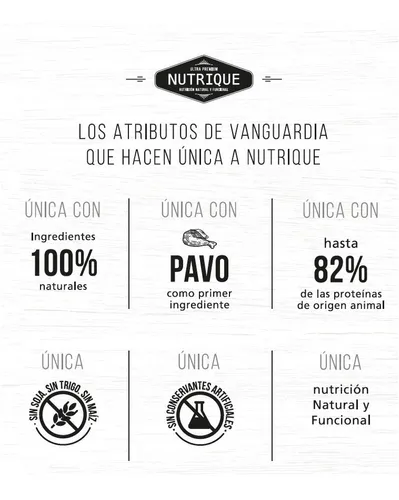 ULTRA PREMIUM
NUTRIQUE
NUTRICIÓN NATURAL Y FUNCIONAL
LOS ATRIBUTOS DE VANGUARDIA
QUE HACEN ÚNICA A NUTRIQUE
ÚNICA CON
Ingredientes
100%
naturales
ÚNICA CON
PAVO
como primer
ingrediente
ÚNICA CON
hasta
82%
de las proteínas
de origen animal
ÚNICA
SIN SOJA, SIN TRIGO, SIN MAÍZ
ÚNICA
SIN CONSERVANTES ARTIFICIALES
ÚNICA
nutrición
Natural y
Funcional